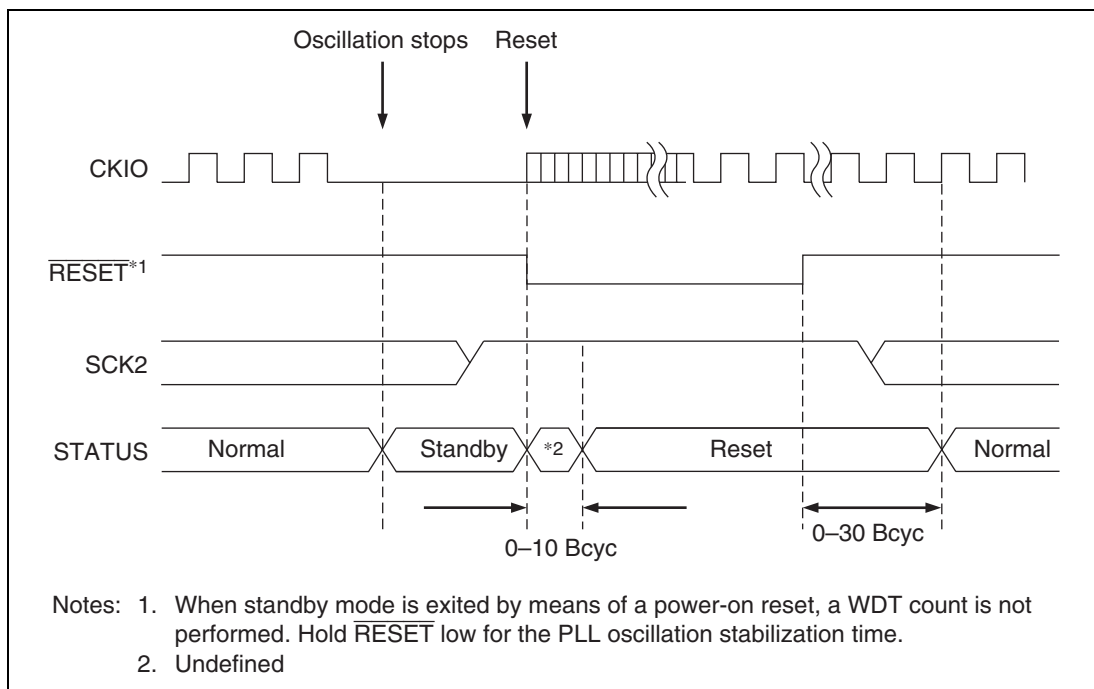 Oscillation stops Reset
CKIO
RESET*1
SCK2
STATUS Normal Standby *2 Reset Normal
0–10 Bcyc 0–30 Bcyc
Notes: 1. When standby mode is exited by means of a power-on reset, a WDT count is not
performed. Hold RESET low for the PLL oscillation stabilization time.
2. Undefined